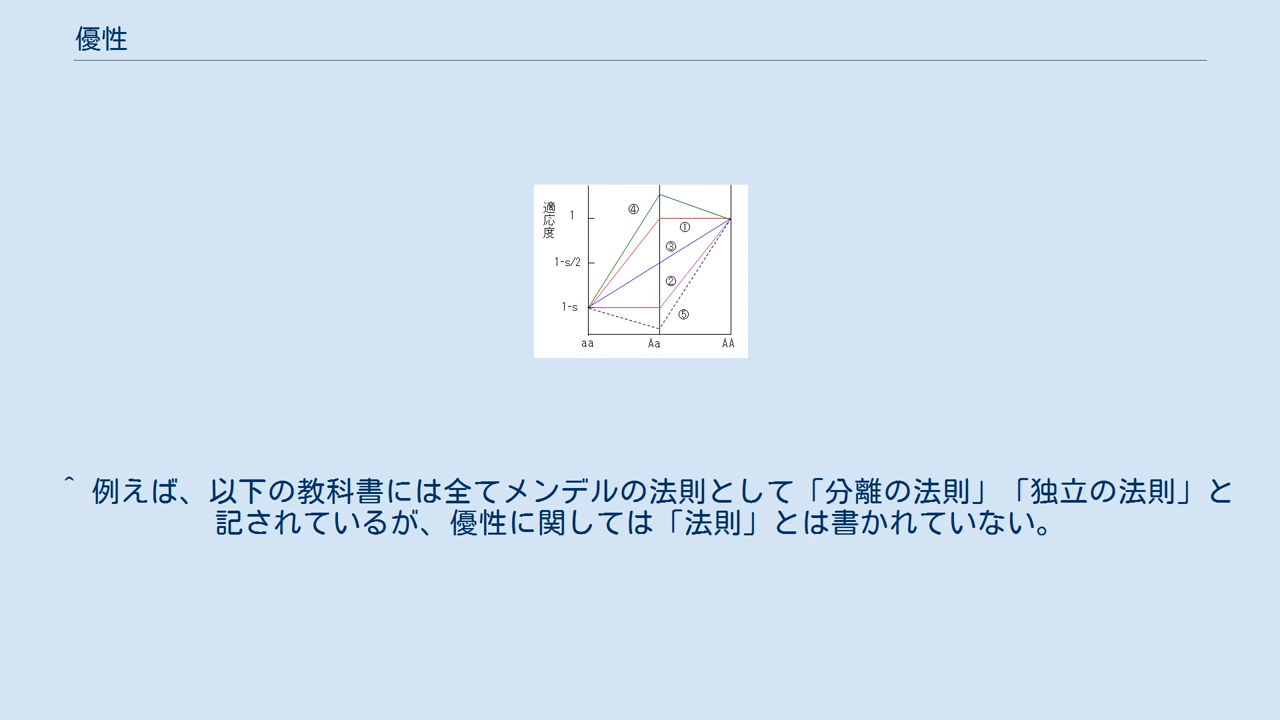 優性
適応度
1
1-s/2
1-s
④
①
③
②
⑤
aa
Aa
AA
^ 例えば、以下の教科書には全てメンデルの法則として「分離の法則」「独立の法則」と
記されているが、優性に関しては「法則」とは書かれていない。